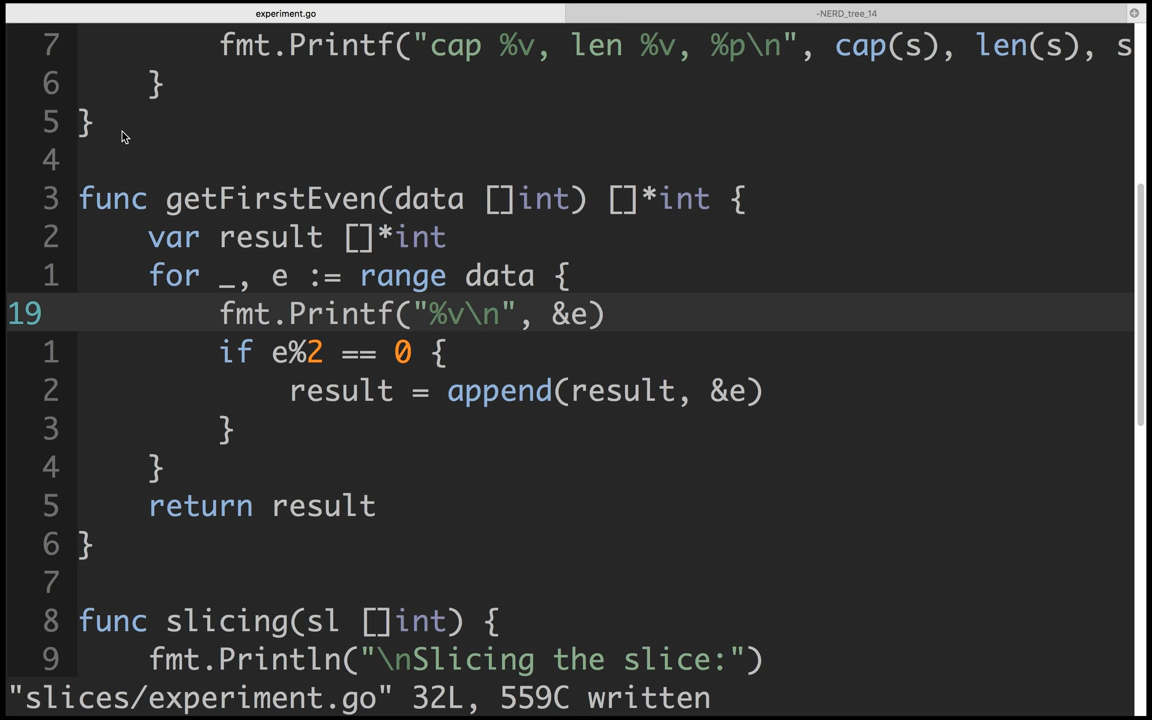 experiment.go -NERD_tree_14
7 fmt.Printf("cap %v, len %v, %p\n", cap(s), len(s), s
6 }
5 }
4
3 func getFirstEven(data []int) []*int {
2 var result []*int
1 for _, e := range data {
19 fmt.Printf("%v\n", &e)
1 if e%2 == 0 {
2 result = append(result, &e)
3 }
4 }
5 return result
6 }
7
8 func slicing(sl []int) {
9 fmt.Println("\nSlicing the slice:")
"slices/experiment.go" 32L, 559C written